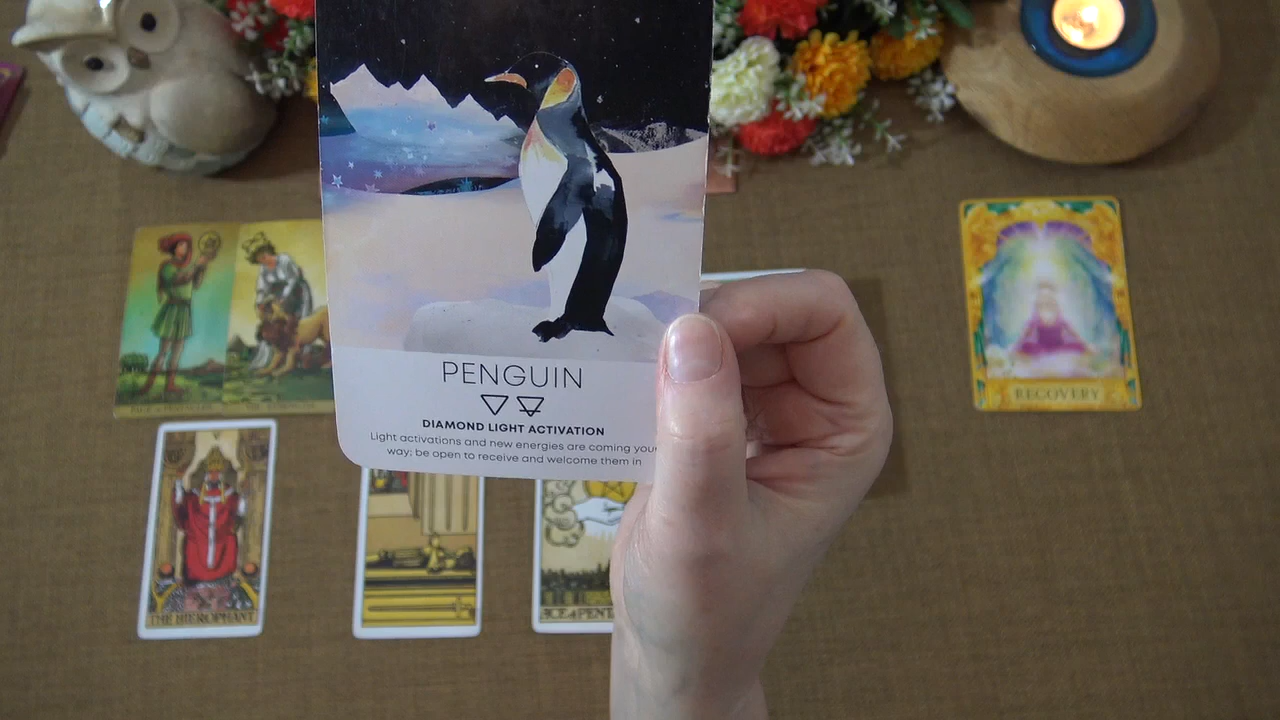 PENGUIN
DIAMOND LIGHT ACTIVATION
Light activations and new energies are coming your
way; be open to receive and welcome them in
RECOVERY
V
THE HIEROPHANT
ACE of PENT